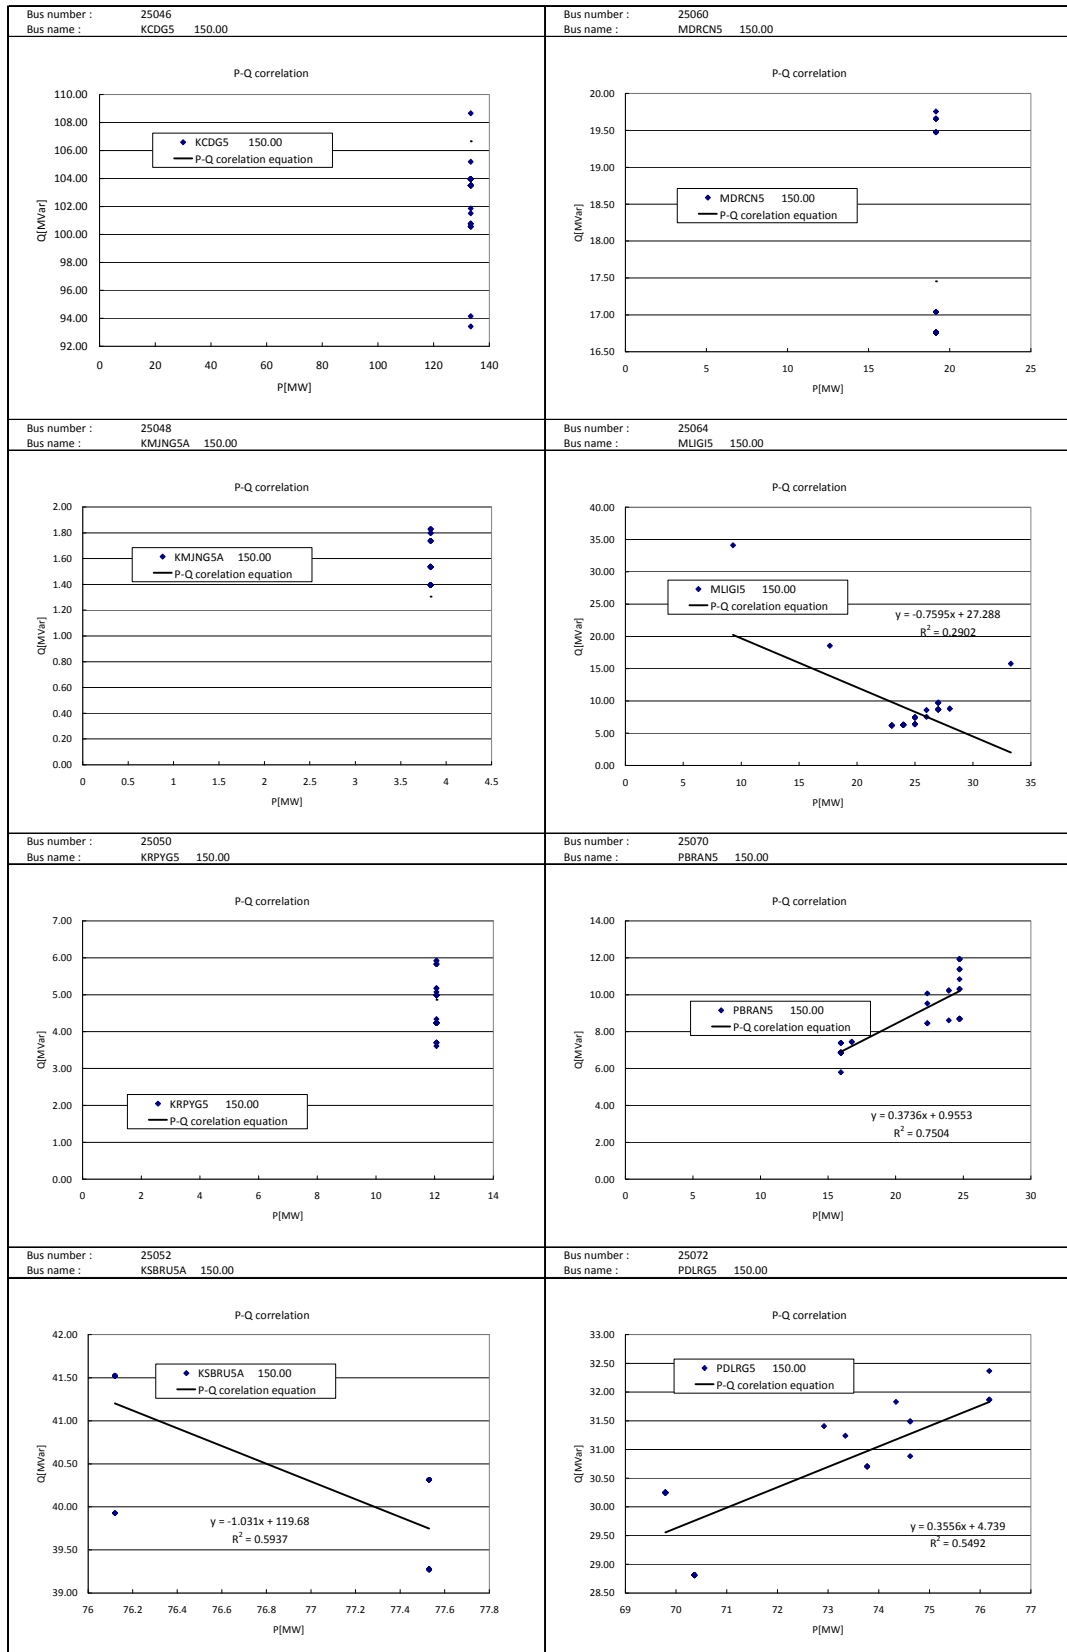 Bus number : 25046
Bus name : KCDG5 150.00
P-Q correlation
110.00
108.00
106.00
104.00
102.00
100.00
98.00
96.00
94.00
92.00
Q[MVar]
KCDG5 150.00
P-Q corelation equation
0 20 40 60 80 100 120 140
P[MW]
Bus number : 25060
Bus name : MDRCN5 150.00
P-Q correlation
20.00
19.50
19.00
18.50
18.00
17.50
17.00
16.50
Q[MVar]
MDRCN5 150.00
P-Q corelation equation
0 5 10 15 20 25
P[MW]
Bus number : 25048
Bus name : KMJNG5A 150.00
P-Q correlation
2.00
1.80
1.60
1.40
1.20
1.00
0.80
0.60
0.40
0.20
0.00
Q[MVar]
KMJNG5A 150.00
P-Q corelation equation
0 0.5 1 1.5 2 2.5 3 3.5 4 4.5
P[MW]
Bus number : 25064
Bus name : MLIGI5 150.00
P-Q correlation
40.00
35.00
30.00
25.00
20.00
15.00
10.00
5.00
0.00
Q[MVar]
MLIGI5 150.00
P-Q corelation equation
y = -0.7595x + 27.288
R² = 0.2902
0 5 10 15 20 25 30 35
P[MW]
Bus number : 25050
Bus name : KRPYG5 150.00
P-Q correlation
7.00
6.00
5.00
4.00
3.00
2.00
1.00
0.00
Q[MVar]
KRPYG5 150.00
P-Q corelation equation
0 2 4 6 8 10 12 14
P[MW]
Bus number : 25070
Bus name : PBRAN5 150.00
P-Q correlation
14.00
12.00
10.00
8.00
6.00
4.00
2.00
0.00
Q[MVar]
PBRAN5 150.00
P-Q corelation equation
y = 0.3736x + 0.9553
R² = 0.7504
0 5 10 15 20 25 30
P[MW]
Bus number : 25052
Bus name : KSBRU5A 150.00
P-Q correlation
42.00
41.50
41.00
40.50
40.00
39.50
39.00
Q[MVar]
KSBRU5A 150.00
P-Q corelation equation
y = -1.031x + 119.68
R² = 0.5937
76 76.2 76.4 76.6 76.8 77 77.2 77.4 77.6 77.8
P[MW]
Bus number : 25072
Bus name : PDLRG5 150.00
P-Q correlation
33.00
32.50
32.00
31.50
31.00
30.50
30.00
29.50
29.00
28.50
Q[MVar]
PDLRG5 150.00
P-Q corelation equation
y = 0.3556x + 4.739
R² = 0.5492
69 70 71 72 73 74 75 76 77
P[MW]